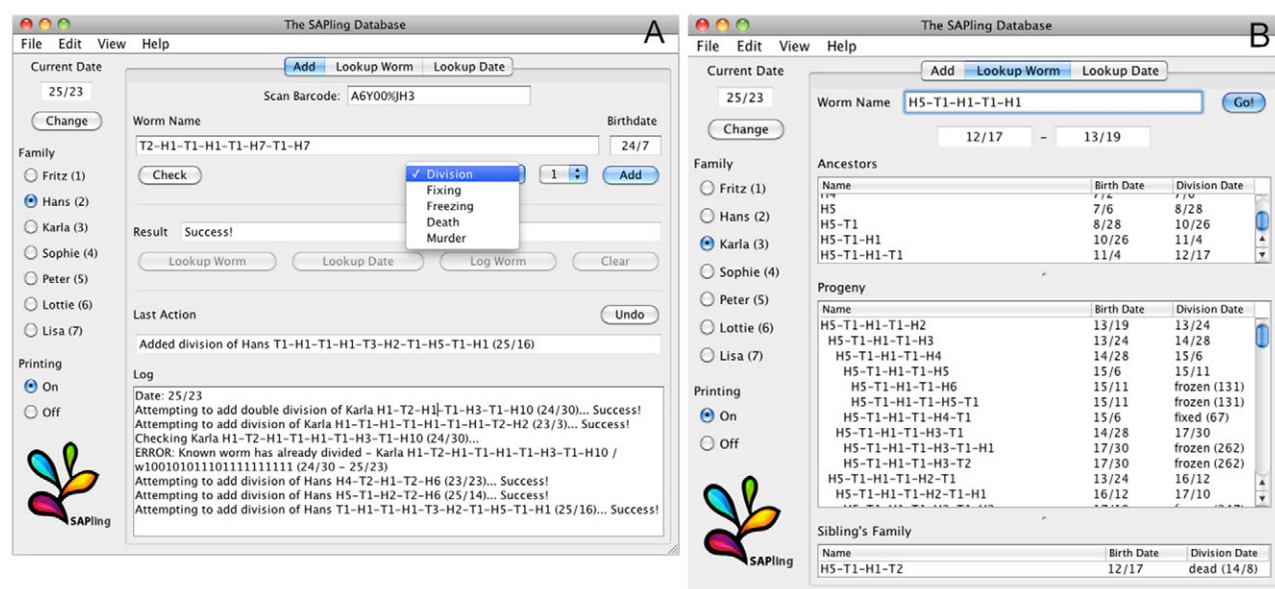 The SAPling Database
A
File Edit View Help
Current Date
25/23
Change
Family
Fritz (1)
Hans (2)
Karla (3)
Sophie (4)
Peter (5)
Lottie (6)
Lisa (7)
Printing
On
Off
SAPling
Add Lookup Worm Lookup Date
Scan Barcode: A6Y00%JH3
Worm Name Birthdate
T2-H1-T1-H1-T1-H7-T1-H7 24/7
Check ✓ Division 1 Add
Fixing
Freezing
Death
Murder
Result Success!
Lookup Worm Lookup Date Log Worm Clear
Last Action Undo
Added division of Hans T1-H1-T1-H1-T3-H2-T1-H5-T1-H1 (25/16)
Log
Date: 25/23
Attempting to add double division of Karla H1-T2-H1-T1-H1-T3-T1-H10 (24/30)... Success!
Attempting to add division of Karla H1-T1-H1-T1-H1-T1-H1-T2-H2 (23/3)... Success!
Checking Karla H1-T2-H1-T1-H1-T1-H3-T1-H10 (24/30)...
ERROR: Known worm has already divided - Karla H1-T2-H1-T1-H1-T1-H3-T1-H10 /
(24/30 - 25/23)
Attempting to add division of Hans H4-T2-H1-T2-H6 (23/23)... Success!
Attempting to add division of Hans H5-T1-H2-T2-H6 (25/14)... Success!
Attempting to add division of Hans T1-H1-T1-H1-T3-H2-T1-H5-T1-H1 (25/16)... Success!
The SAPling Database
B
File Edit View Help
Current Date
25/23
Change
Family
Fritz (1)
Hans (2)
Karla (3)
Sophie (4)
Peter (5)
Lottie (6)
Lisa (7)
Printing
On
Off
SAPling
Add Lookup Worm Lookup Date
Worm Name H5-T1-H1-T1-H1 Go!
12/17 - 13/19
Ancestors
Name Birth Date Division Date
H5 7/6 8/28
H5-T1 8/28 10/26
H5-T1-H1 10/26 11/4
H5-T1-H1-T1 11/4 12/17
Progeny
Name Birth Date Division Date
H5-T1-H1-T1-H2 13/19 13/24
H5-T1-H1-T1-H3 13/24 14/28
H5-T1-H1-T1-H4 14/28 15/6
H5-T1-H1-T1-H5 15/6 15/11
H5-T1-H1-T1-H6 15/11 frozen (131)
H5-T1-H1-T1-H5-T1 15/11 frozen (131)
H5-T1-H1-T1-H4-T1 15/6 fixed (67)
H5-T1-H1-T1-H3-T1 14/28 17/30
H5-T1-H1-T1-H3-T1-H1 17/30 frozen (262)
H5-T1-H1-T1-H3-T2 17/30 frozen (262)
H5-T1-H1-T1-H2-T1 13/24 16/12
H5-T1-H1-T1-H2-T1-H1 16/12 17/10
Sibling's Family
Name Birth Date Division Date
H5-T1-H1-T2 12/17 dead (14/8)